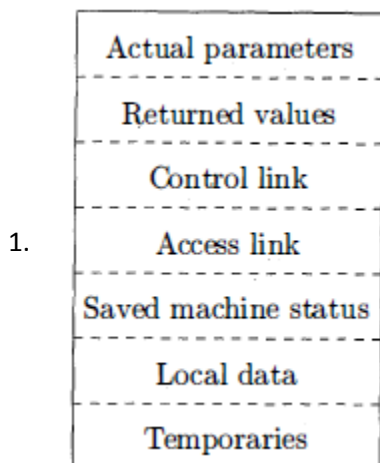 Actual parameters
Returned values
Control link
1. Access link
Saved machine status
Local data
Temporaries